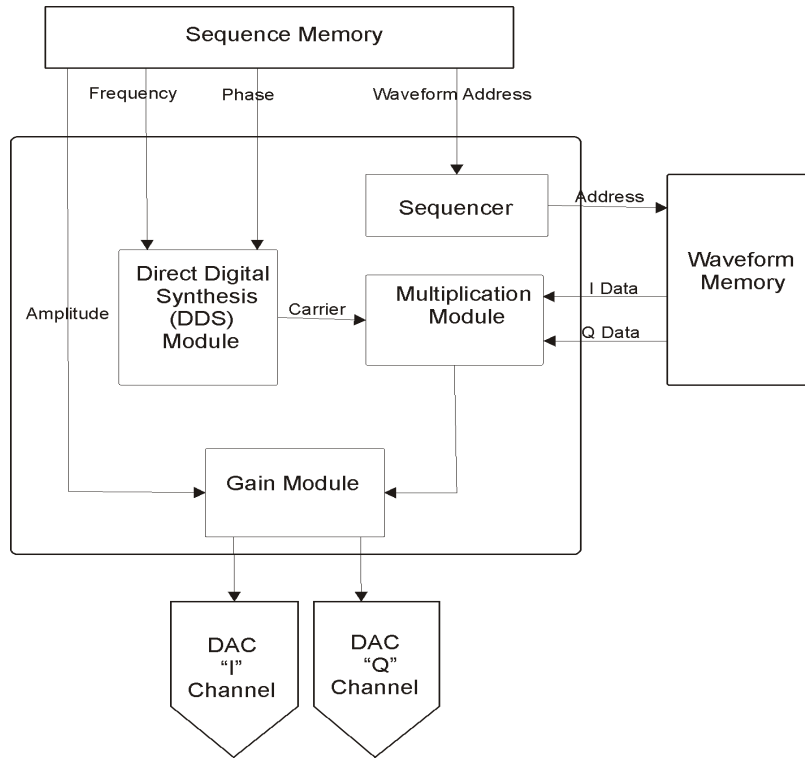 Sequence Memory
Frequency
Phase
Waveform Address
Sequencer
Address
Waveform
Memory
Direct Digital
Synthesis
(DDS)
Module
Amplitude
Carrier
Multiplication
Module
I Data
Q Data
Gain Module
DAC
“I”
Channel
DAC
“Q”
Channel